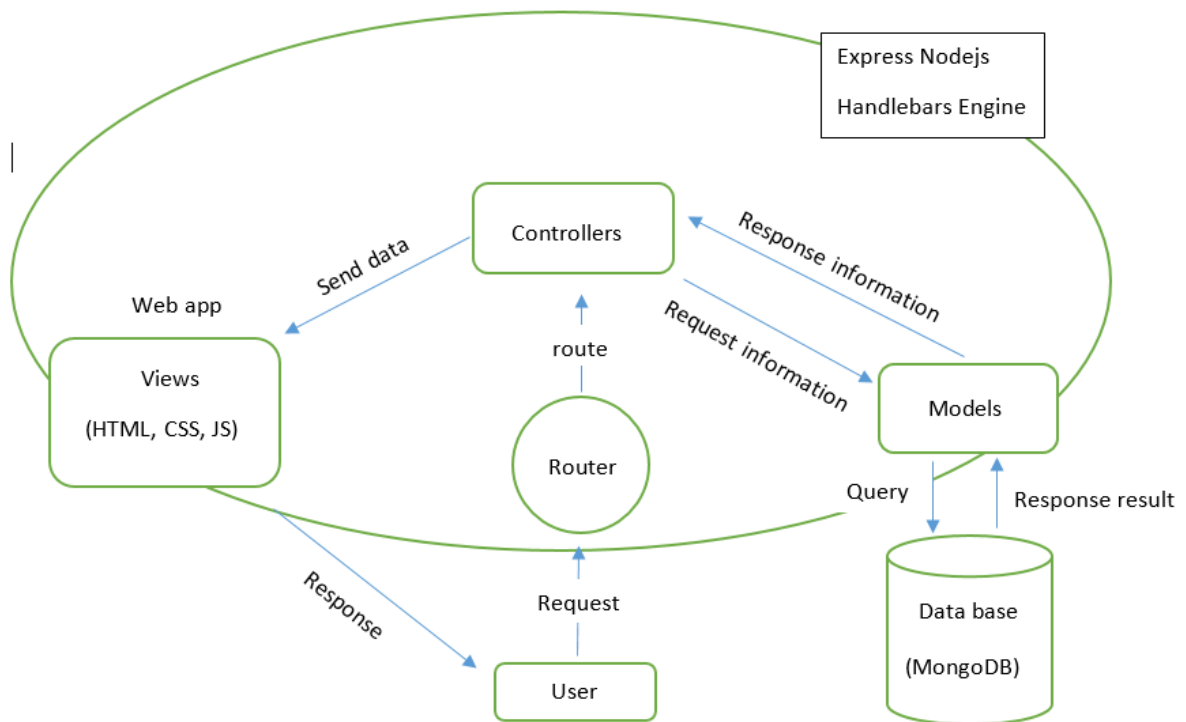 Express Nodejs
Handlebars Engine
Controllers
Send data
Response information
Request information
Web app
Views
(HTML, CSS, JS)
route
Models
Router
Query
Response result
Response
Request
Data base
(MongoDB)
User